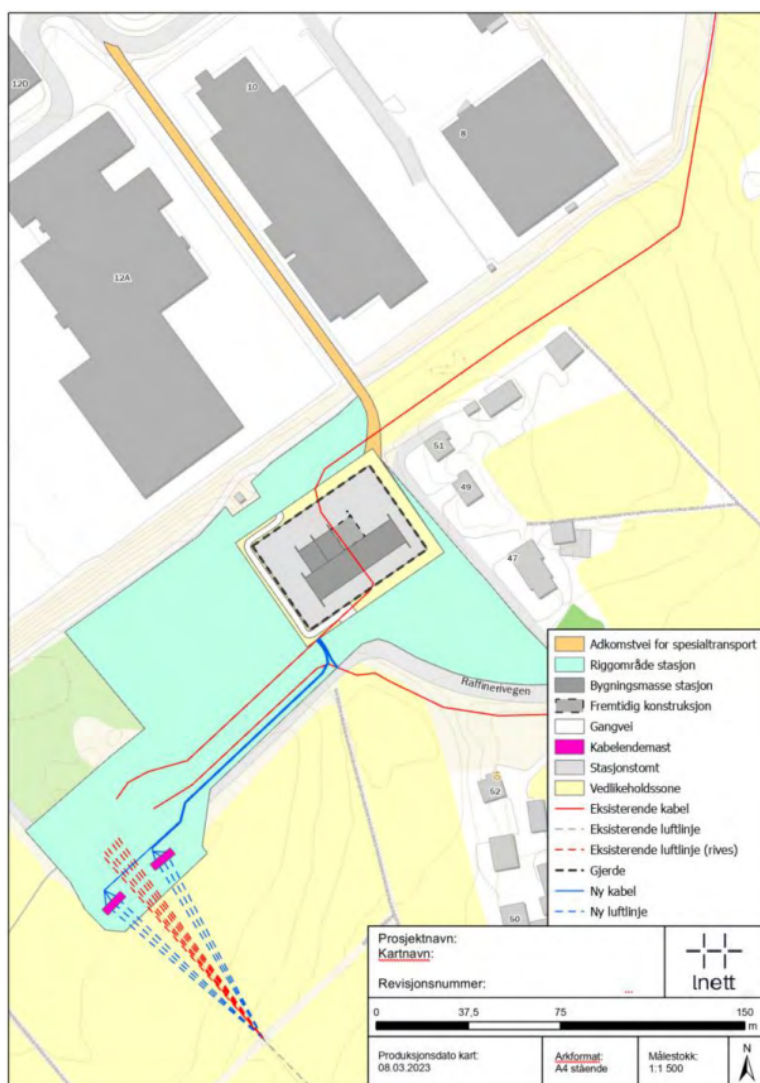 12D
10
8
12A
51
49
47
Raffinerivegen
52
50
Adkomstvei for spesialtransport
Riggområde stasjon
Bygningsmasse stasjon
Fremtidig konstruksjon
Gangvei
Kabelendemast
Stasjonstomt
Vedlikeholdssone
Eksisterende kabel
Eksisterende luftlinje
Eksisterende luftlinje (rives)
Gjerde
Ny kabel
Ny luftlinje
Prosjektnavn:
Kartnavn:
Revisjonsnummer:
...
lnett
0 37,5 75 150
m
Produksjonsdato kart:
08.03.2023
Arkformat:
A4 stående
Målestokk:
1:1 500
N